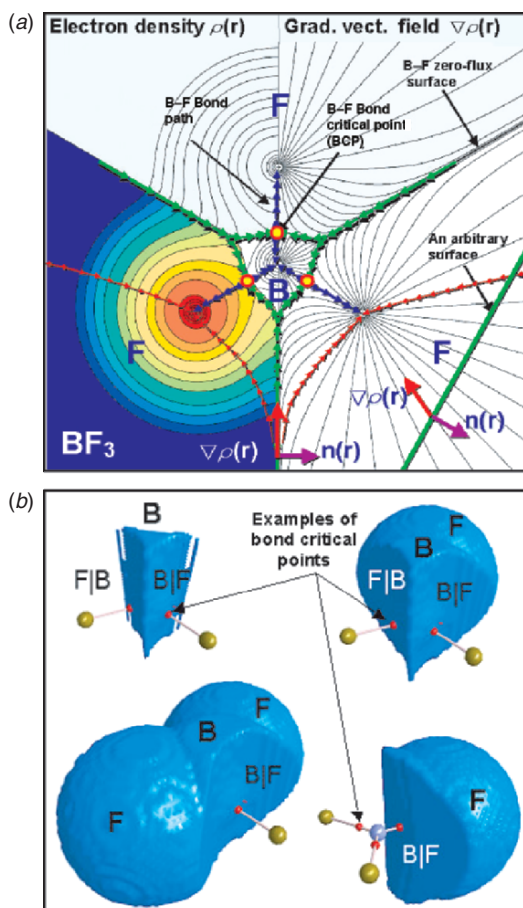 (a)
Electron density ρ(r)
Grad. vect. field ∇ρ(r)
B–F zero-flux
surface
F
B–F Bond
path
B–F Bond
critical point
(BCP)
An arbitrary
surface
B
F
F
∇ρ(r)
n(r)
BF3
∇ρ(r)
n(r)
(b)
B
Examples of
bond critical
points
F
B
F|B
B|F
F|B
B|F
F
B
B|F
F
F
B|F